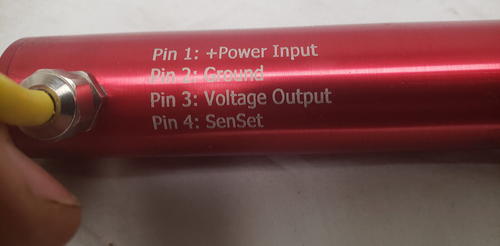 Pin 1: +Power Input
Pin 2: Ground
Pin 3: Voltage Output
Pin 4: SenSet